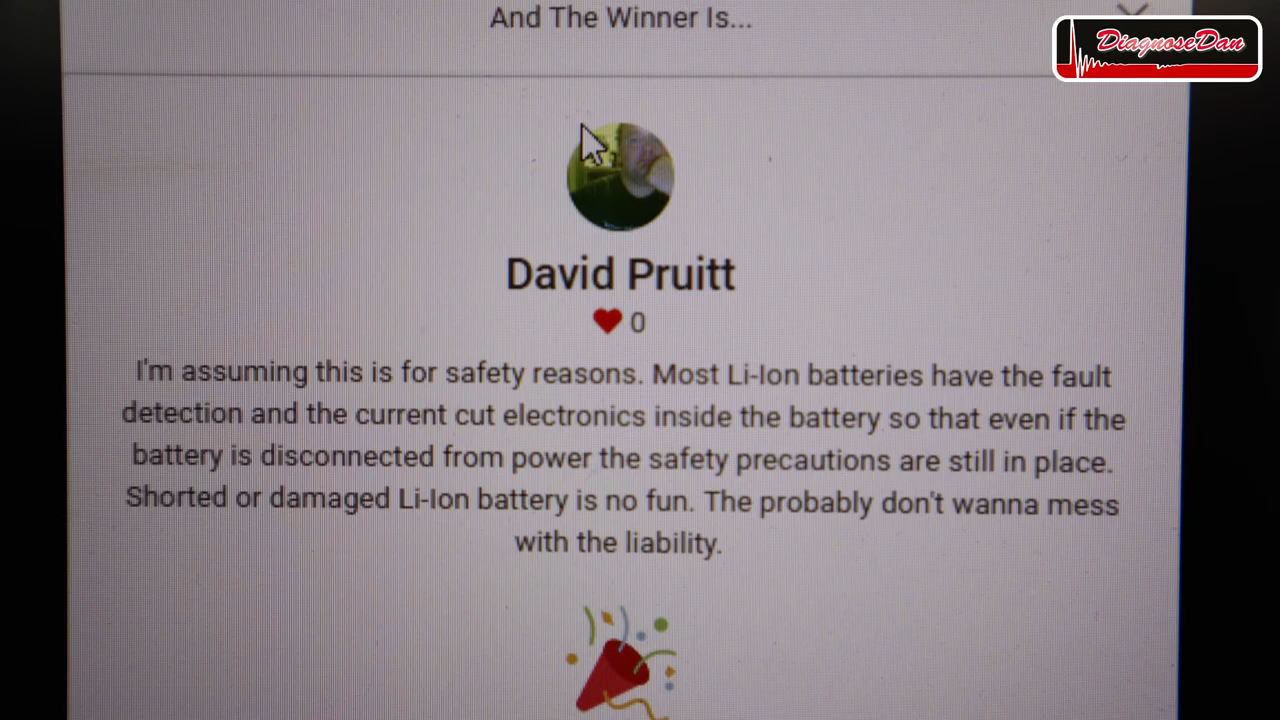 And The Winner Is...
DiagnoseDan
David Pruitt
0
I'm assuming this is for safety reasons. Most Li-Ion batteries have the fault
detection and the current cut electronics inside the battery so that even if the
battery is disconnected from power the safety precautions are still in place.
Shorted or damaged Li-Ion battery is no fun. The probably don't wanna mess
with the liability.